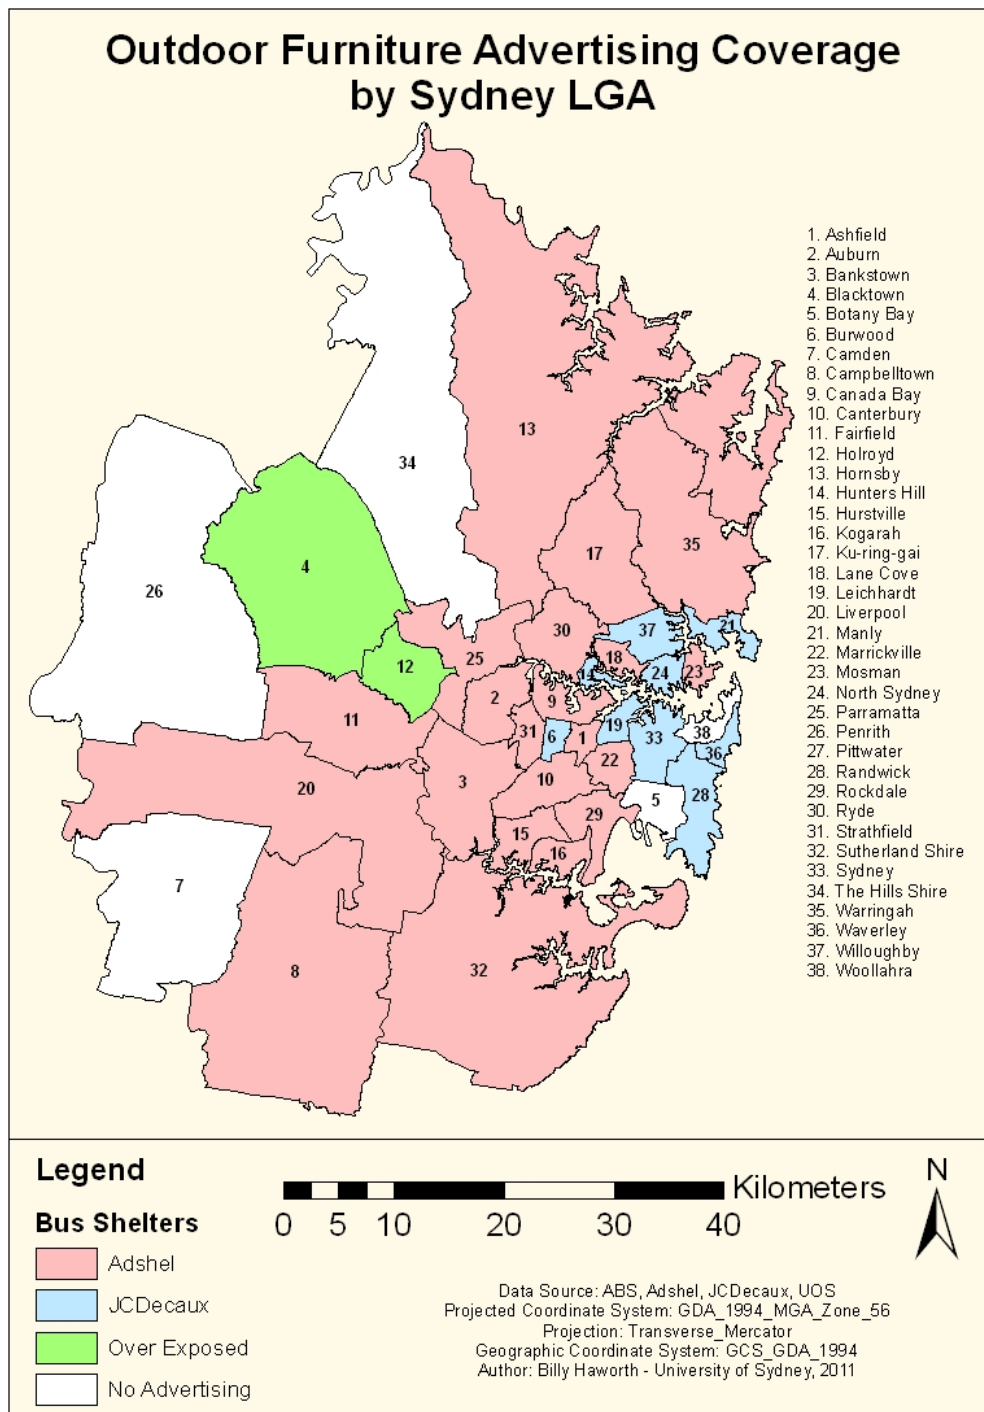 Outdoor Furniture Advertising Coverage
by Sydney LGA
1. Ashfield
2. Auburn
3. Bankstown
4. Blacktown
5. Botany Bay
6. Burwood
7. Camden
8. Campbelltown
9. Canada Bay
10. Canterbury
11. Fairfield
12. Holroyd
13. Hornsby
14. Hunters Hill
15. Hurstville
16. Kogarah
17. Ku-ring-gai
18. Lane Cove
19. Leichhardt
20. Liverpool
21. Manly
22. Marrickville
23. Mosman
24. North Sydney
25. Parramatta
26. Penrith
27. Pittwater
28. Randwick
29. Rockdale
30. Ryde
31. Strathfield
32. Sutherland Shire
33. Sydney
34. The Hills Shire
35. Warringah
36. Waverley
37. Willoughby
38. Woollahra
13
34
17
35
4
26
30
37
21
12
25
18
14
24
23
2
9
11
31
6
1
19
33
38
36
22
3
10
20
5
28
29
15
16
7
8
32
Legend
Bus Shelters
Adshel
JCDecaux
Over Exposed
No Advertising
Kilometers
0 5 10 20 30 40
N
Data Source: ABS, Adshel, JCDecaux, UOS
Projected Coordinate System: GDA_1994_MGA_Zone_56
Projection: Transverse_Mercator
Geographic Coordinate System: GCS_GDA_1994
Author: Billy Haworth - University of Sydney, 2011